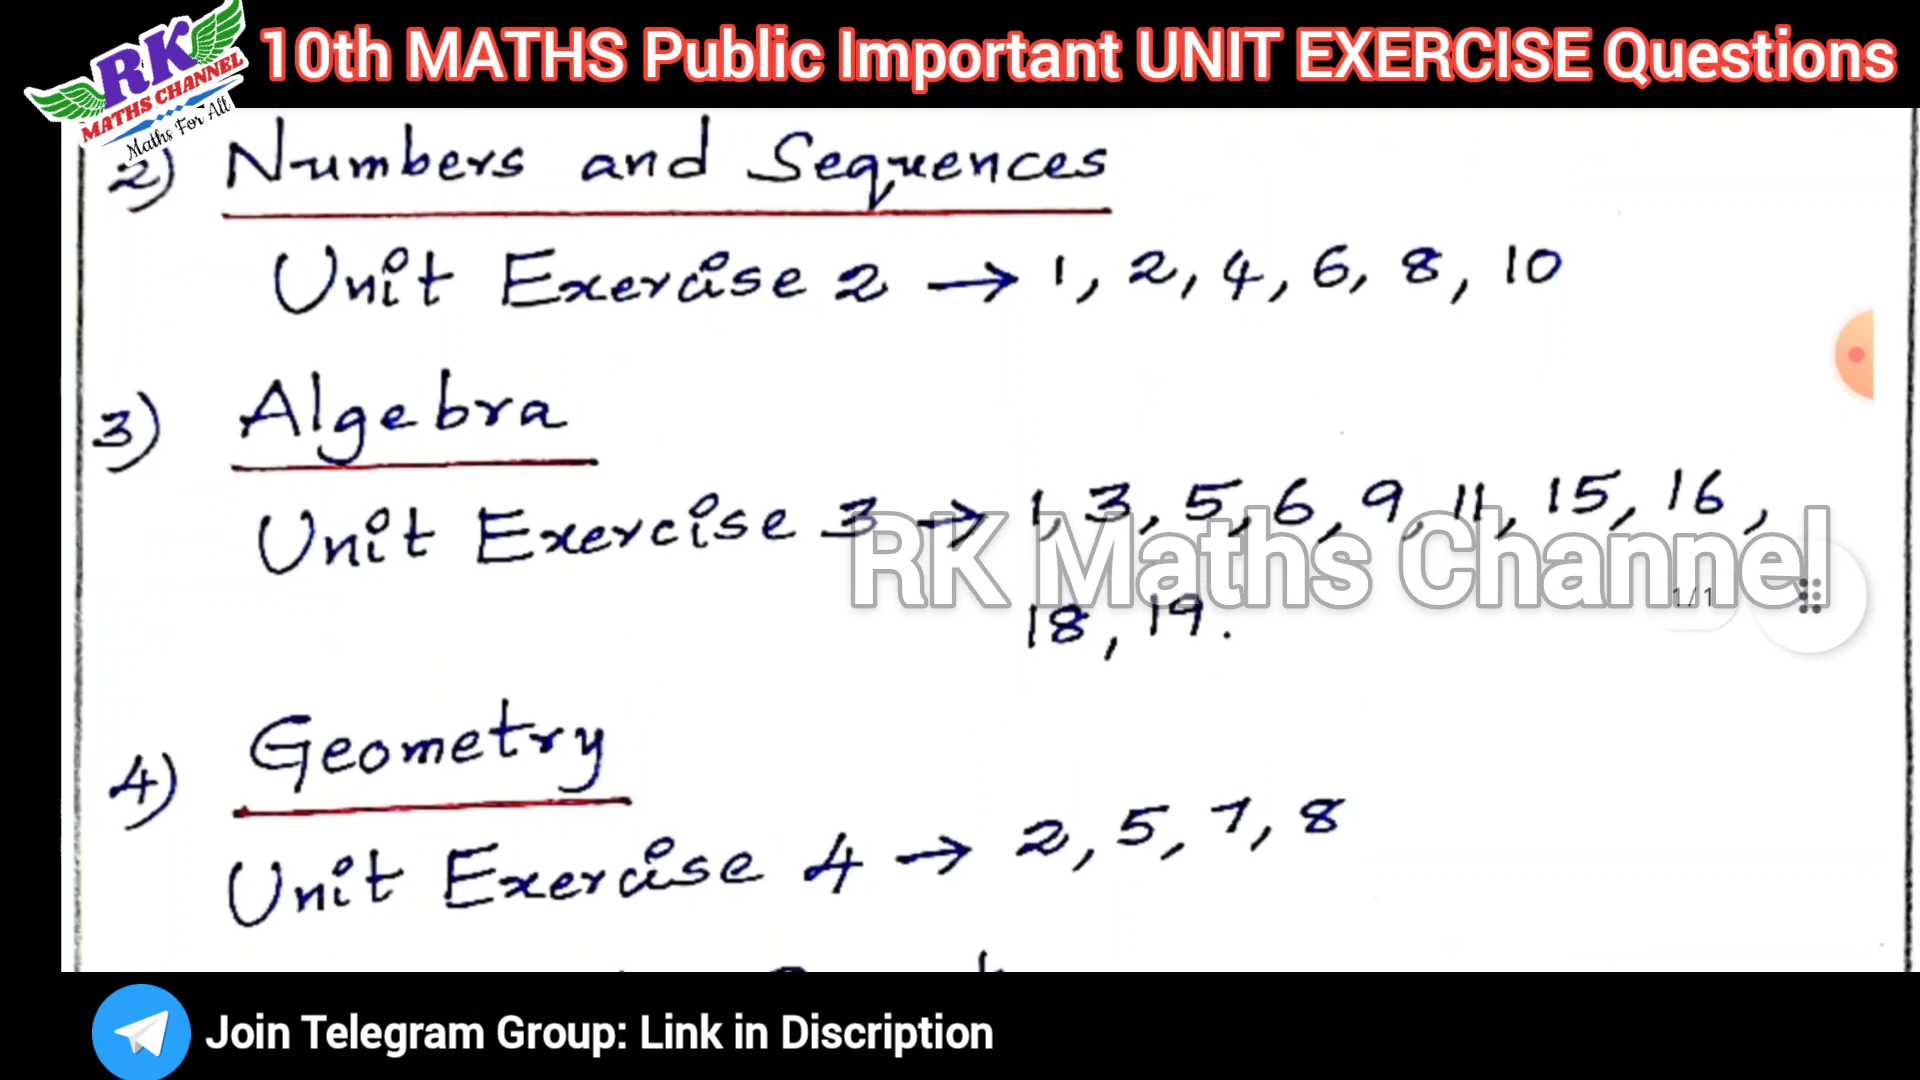 RK
MATHS CHANNEL
Maths For All
10th MATHS Public Important UNIT EXERCISE Questions
2) Numbers and Sequences
Unit Exercise 2 → 1, 2, 4, 6, 8, 10
3) Algebra
Unit Exercise 3 → 1, 3, 5, 6, 9, 11, 15, 16,
18, 19.
RK Maths Channel
1/1
4) Geometry
Unit Exercise 4 → 2, 5, 7, 8
Join Telegram Group: Link in Discription